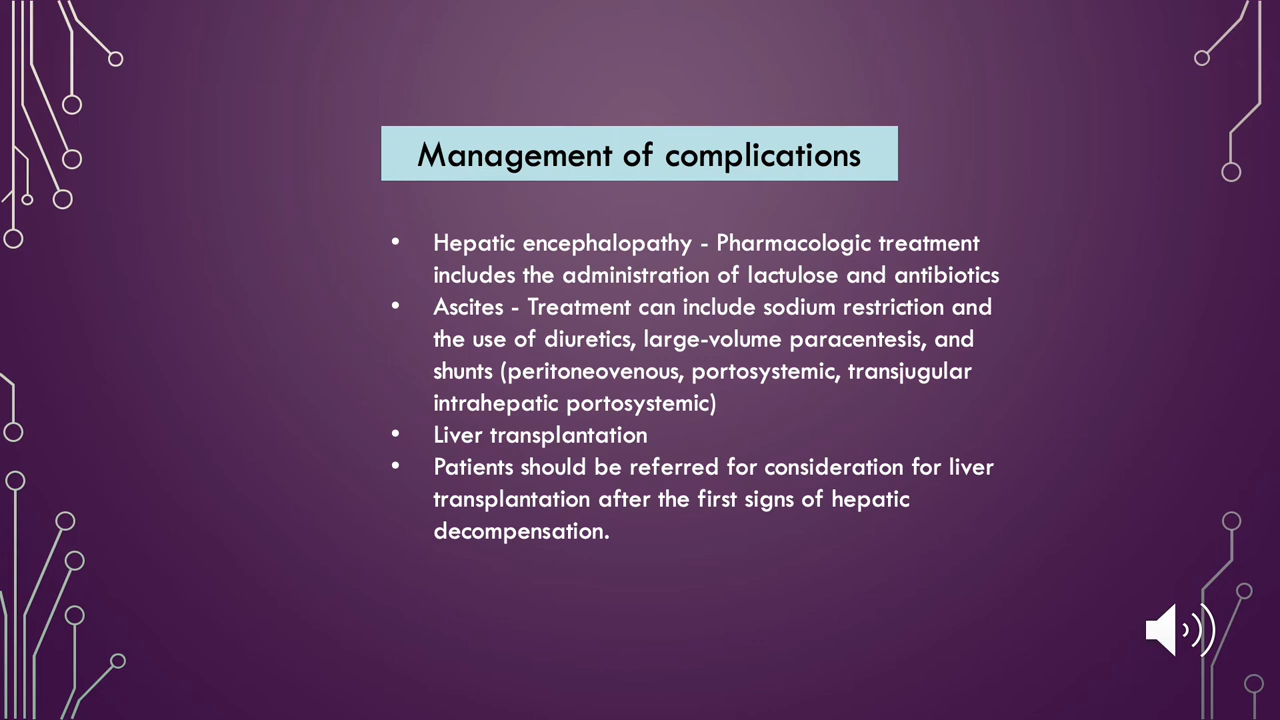 Management of complications
• Hepatic encephalopathy - Pharmacologic treatment
includes the administration of lactulose and antibiotics
• Ascites - Treatment can include sodium restriction and
the use of diuretics, large-volume paracentesis, and
shunts (peritoneovenous, portosystemic, transjugular
intrahepatic portosystemic)
• Liver transplantation
• Patients should be referred for consideration for liver
transplantation after the first signs of hepatic
decompensation.